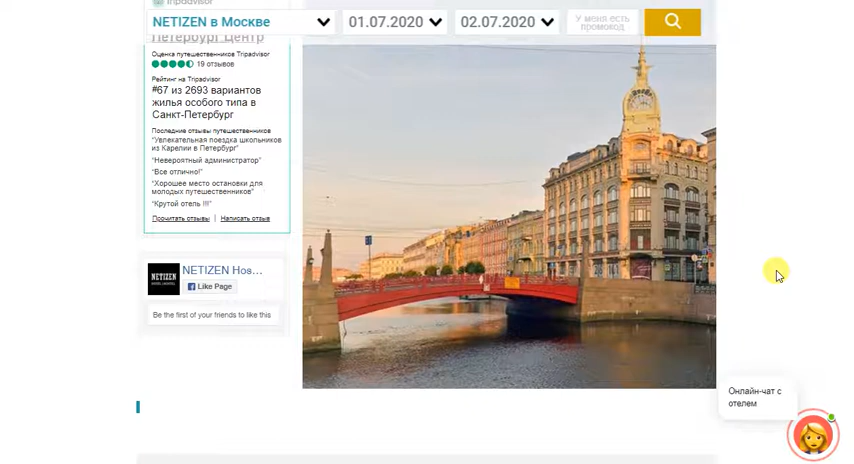 Tripadvisor
NETIZEN в Москве
01.07.2020
02.07.2020
У меня есть
промокод
Петербург Центр
Оценка путешественников Tripadvisor
19 отзывов
Рейтинг на Tripadvisor
#67 из 2693 вариантов
жилья особого типа в
Санкт-Петербург
Последние отзывы путешественников
"Увлекательная поездка школьников
из Карелии в Петербург"
"Невероятный администратор"
"Все отлично!"
"Хорошее место остановки для
молодых путешественников"
"Крутой отель !!!"
Прочитать отзывы | Написать отзыв
NETIZEN
NETIZEN Hos...
Like Page
Be the first of your friends to like this
Онлайн-чат с
отелем